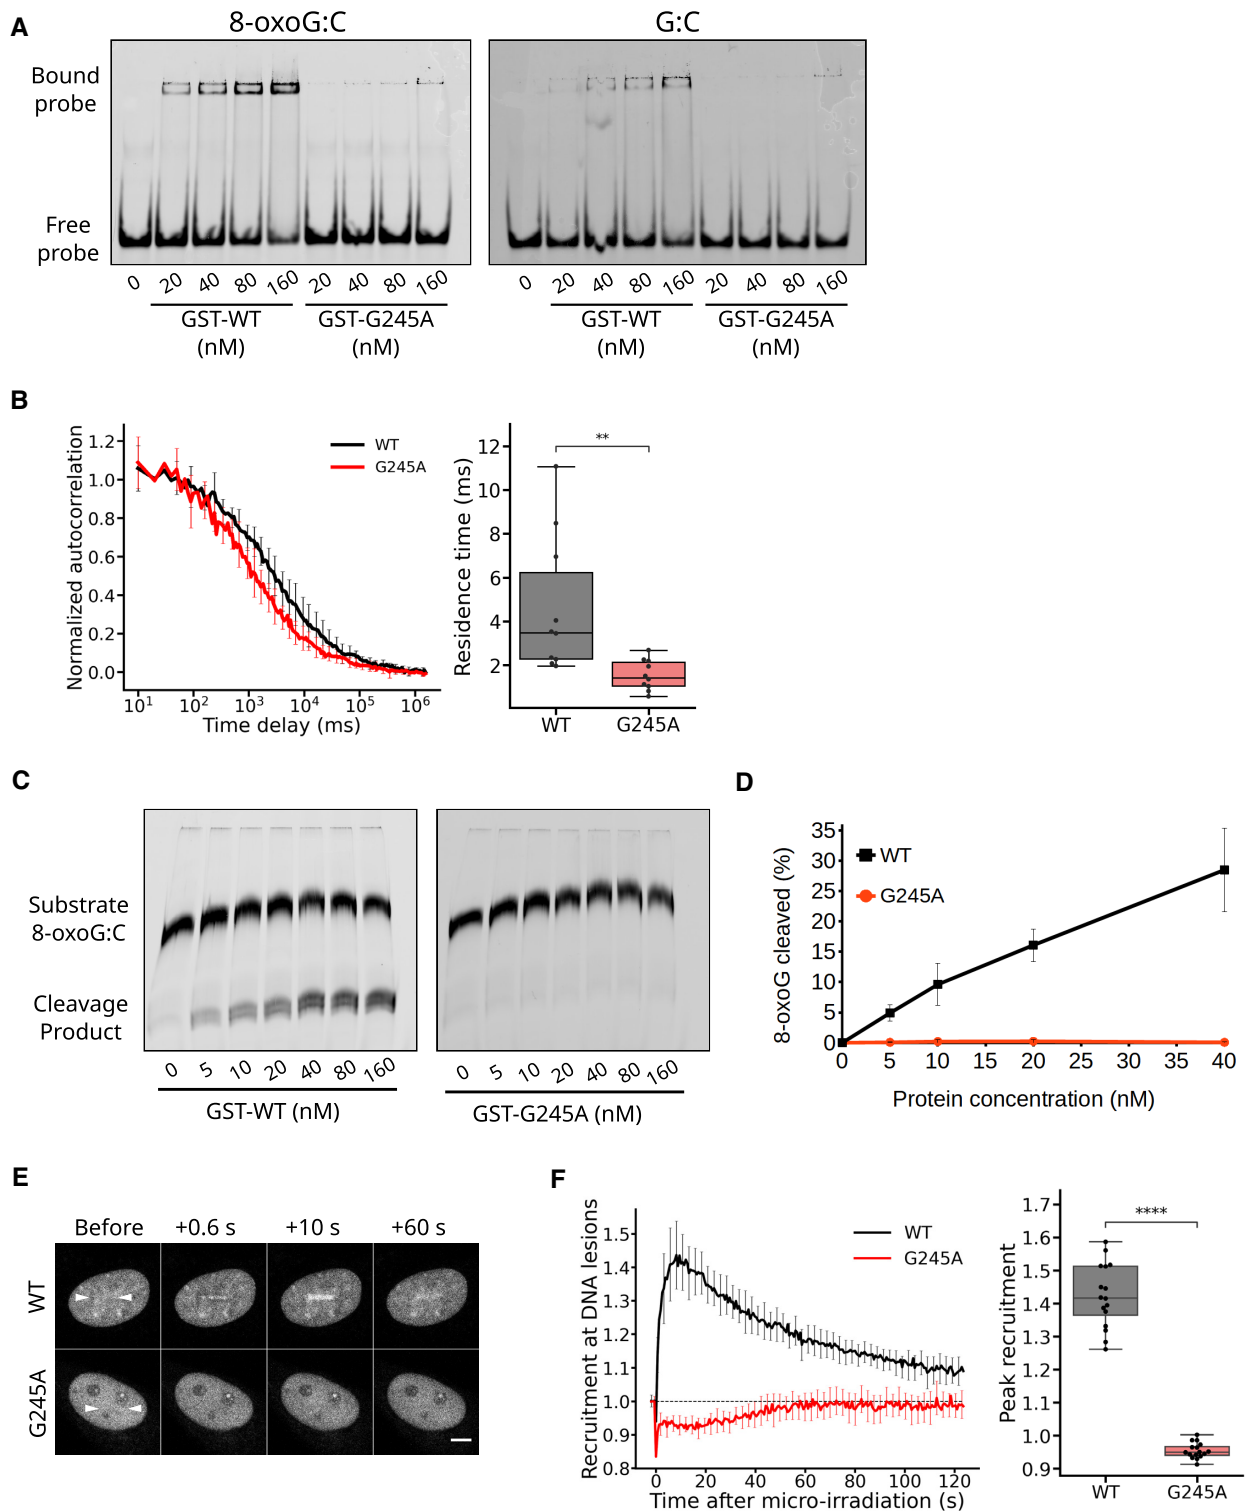 A
8-oxoG:C
G:C
Bound
probe
Free
probe
0 20 40 80 160 20 40 80 160
0 20 40 80 160 20 40 80 160
GST-WT
(nM)
GST-G245A
(nM)
GST-WT
(nM)
GST-G245A
(nM)
B
Normalized autocorrelation
1.2
1.0
0.8
0.6
0.4
0.2
0.0
WT
G245A
10¹ 10² 10³ 10⁴ 10⁵ 10⁶
Time delay (ms)
Residence time (ms)
12
10
8
6
4
2
**
WT G245A
C
Substrate
8-oxoG:C
Cleavage
Product
0 5 10 20 40 80 160
GST-WT (nM)
0 5 10 20 40 80 160
GST-G245A (nM)
D
8-oxoG cleaved (%)
35
30
25
20
15
10
5
0
WT
G245A
0 5 10 15 20 25 30 35 40
Protein concentration (nM)
E
Before +0.6 s +10 s +60 s
WT
G245A
F
Recruitment at DNA lesions
1.5
1.4
1.3
1.2
1.1
1.0
0.9
0.8
WT
G245A
0 20 40 60 80 100 120
Time after micro-irradiation (s)
Peak recruitment
1.7
1.6
1.5
1.4
1.3
1.2
1.1
1.0
0.9
****
WT G245A